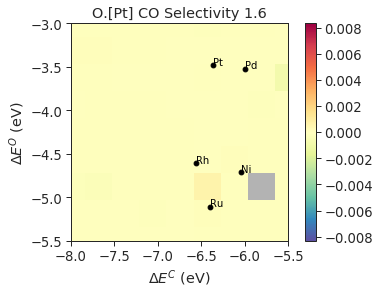 O.[Pt] CO Selectivity 1.6
−3.0
−3.5
−4.0
−4.5
−5.0
−5.5
ΔE^O (eV)
Pt
Pd
Rh
Ni
Ru
−8.0 −7.5 −7.0 −6.5 −6.0 −5.5
ΔE^C (eV)
0.008
0.006
0.004
0.002
0.000
−0.002
−0.004
−0.006
−0.008